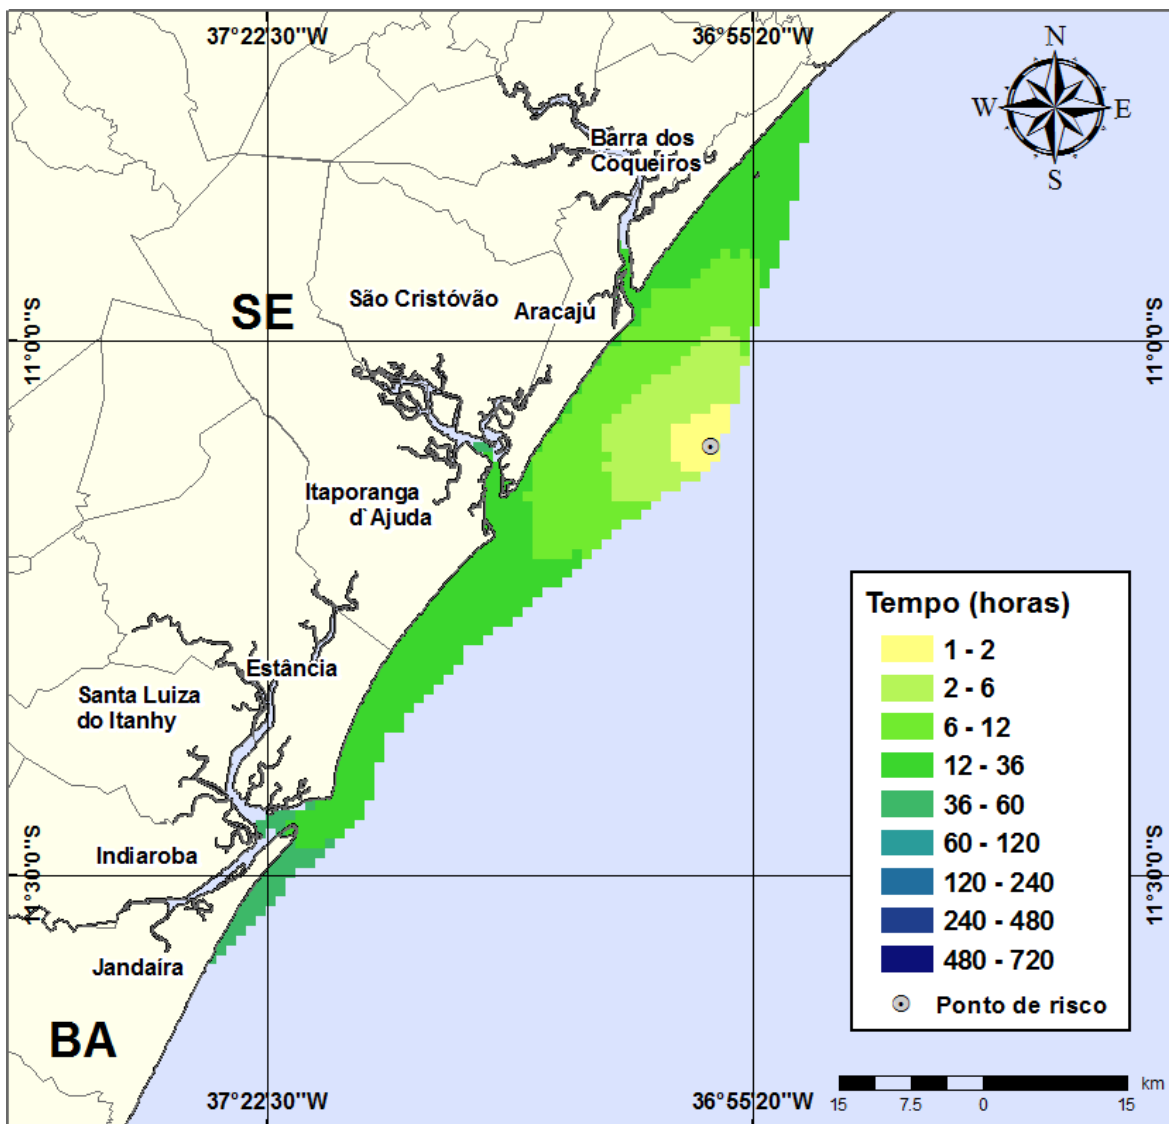 37°22'30"W
36°55'20"W
N
W
E
S
Barra dos
Coqueiros
SE
São Cristóvão
Aracaju
11°0'0"S
11°0'0"S
Itaporanga
d`Ajuda
Estância
Santa Luiza
do Itanhy
Indiaroba
11°30'0"S
11°30'0"S
Jandaíra
BA
Tempo (horas)
1 - 2
2 - 6
6 - 12
12 - 36
36 - 60
60 - 120
120 - 240
240 - 480
480 - 720
Ponto de risco
37°22'30"W
36°55'20"W
km
15 7.5 0 15